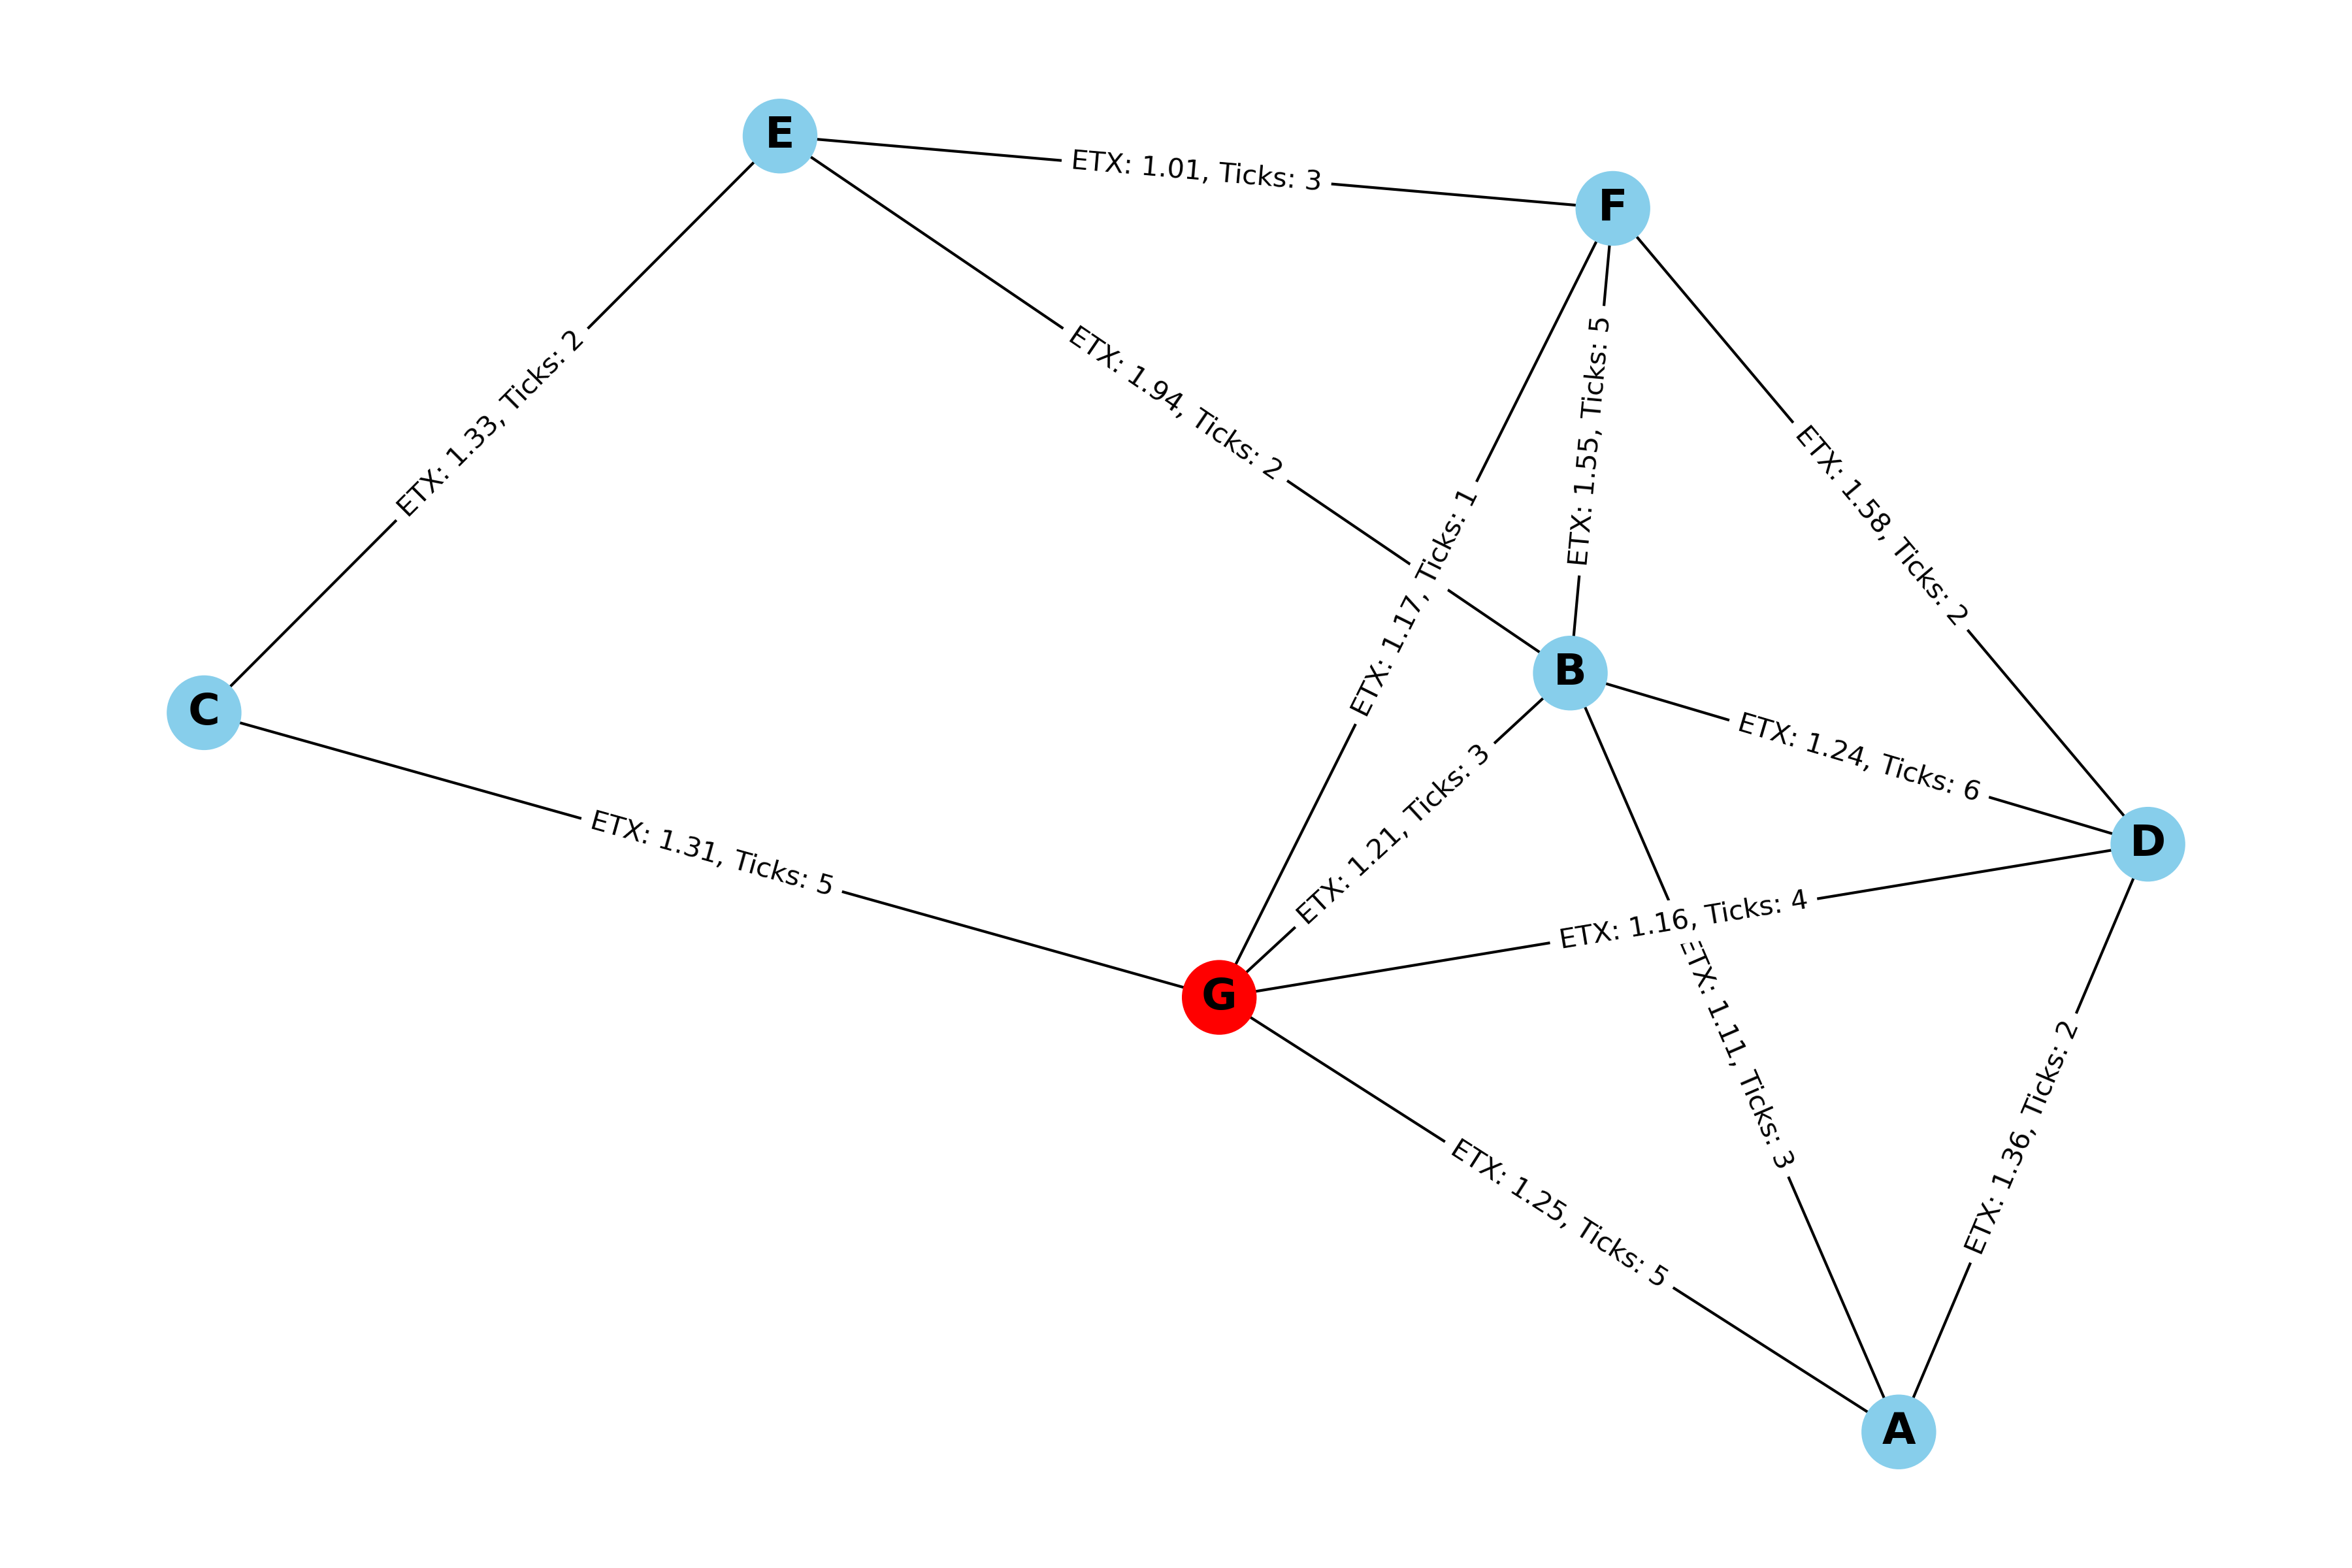 E
ETX: 1.01, Ticks: 3
F
ETX: 1.33, Ticks: 2
ETX: 1.94, Ticks: 2
ETX: 1.55, Ticks: 5
ETX: 1.58, Ticks: 2
ETX: 1.17, Ticks: 1
B
C
ETX: 1.24, Ticks: 6
ETX: 1.21, Ticks: 3
D
ETX: 1.31, Ticks: 5
ETX: 1.16, Ticks: 4
G
ETX: 1.11, Ticks: 3
ETX: 1.36, Ticks: 2
ETX: 1.25, Ticks: 5
A